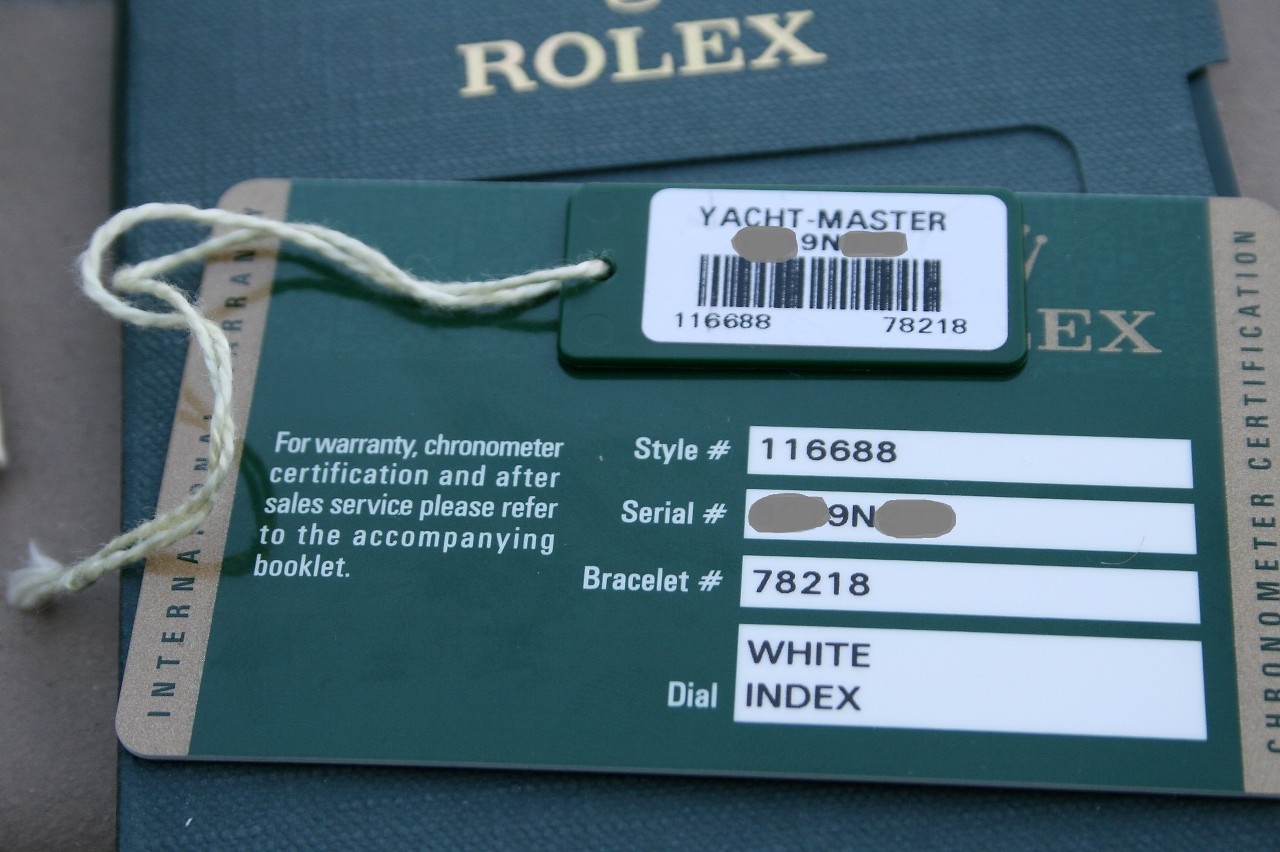 ROLEX
YACHT-MASTER
9N
116688 78218
EX
INTERNATIONAL WARRANTY
For warranty, chronometer
certification and after
sales service please refer
to the accompanying
booklet.
Style # 116688
Serial # 9N
Bracelet # 78218
Dial WHITE
INDEX
CHRONOMETER CERTIFICATION